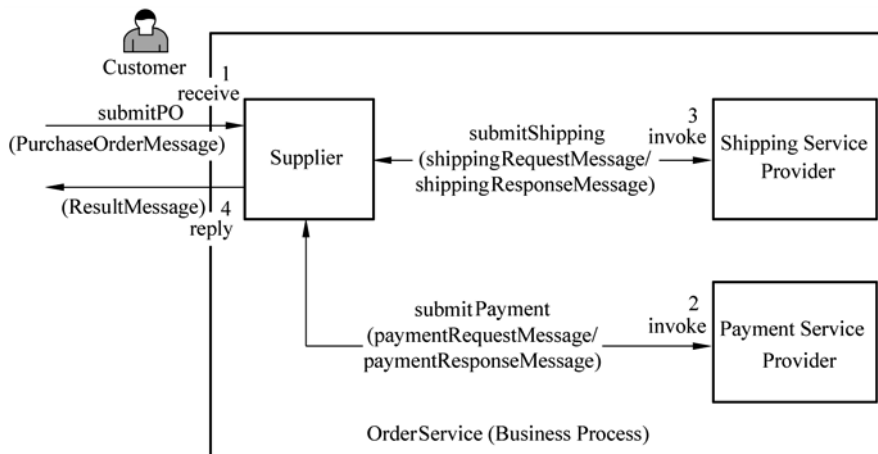 Customer
1
receive
submitPO
(PurchaseOrderMessage)
Supplier
(ResultMessage) 4
reply
submitShipping
(shippingRequestMessage/
shippingResponseMessage)
3
invoke
Shipping Service
Provider
submitPayment
(paymentRequestMessage/
paymentResponseMessage)
2
invoke
Payment Service
Provider
OrderService (Business Process)